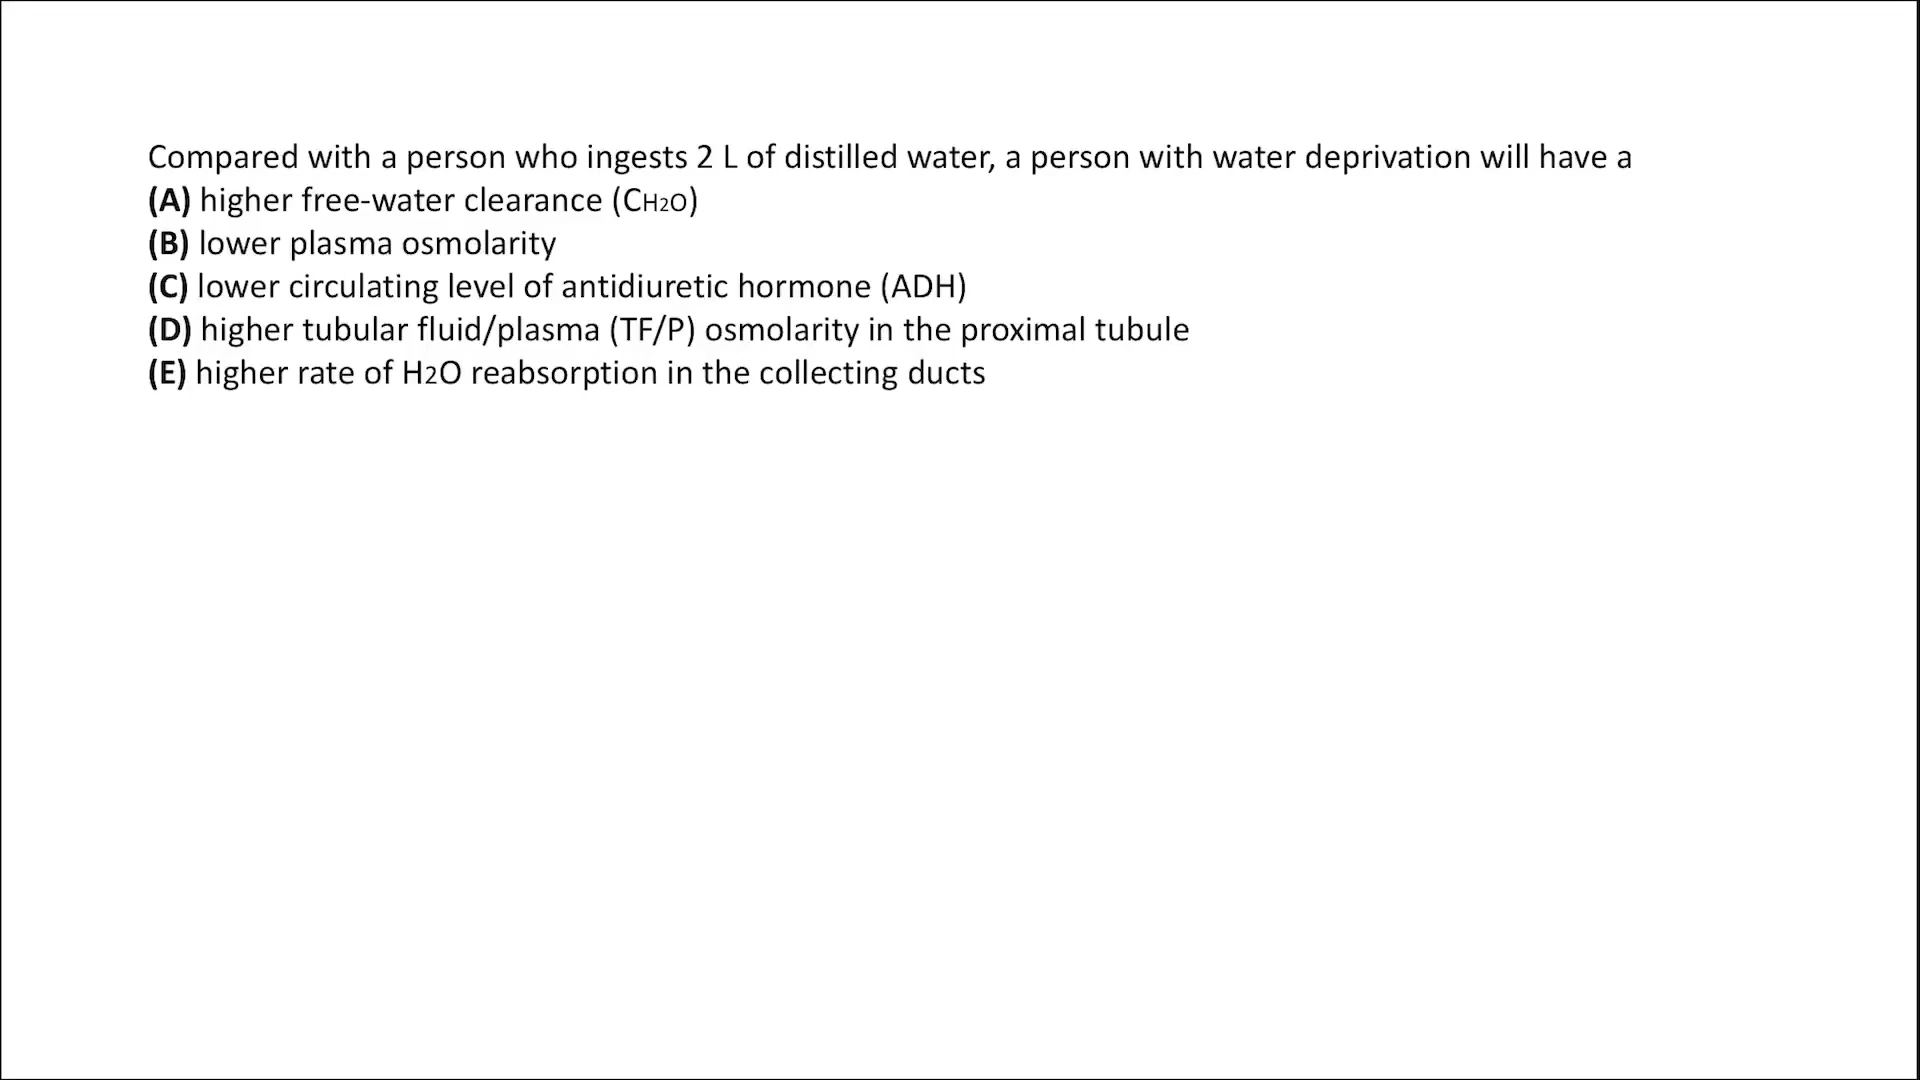 Compared with a person who ingests 2 L of distilled water, a person with water deprivation will have a
(A) higher free-water clearance (CH2O)
(B) lower plasma osmolarity
(C) lower circulating level of antidiuretic hormone (ADH)
(D) higher tubular fluid/plasma (TF/P) osmolarity in the proximal tubule
(E) higher rate of H2O reabsorption in the collecting ducts